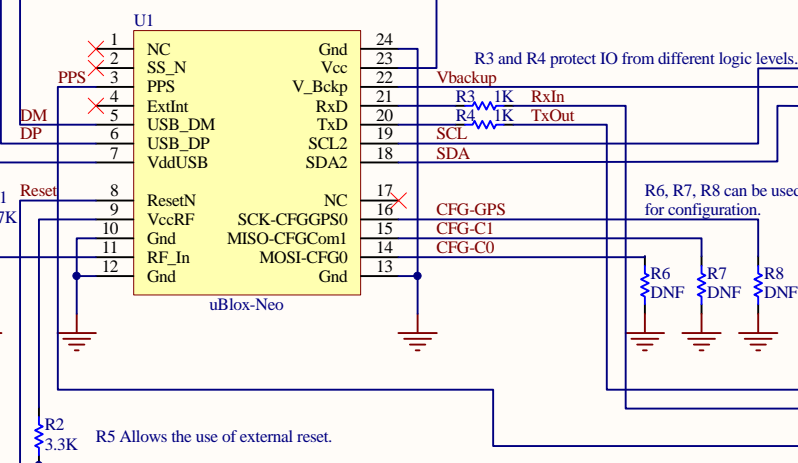 U1
1 NC Gnd 24
2 SS_N Vcc 23
R3 and R4 protect IO from different logic levels.
PPS 3 PPS V_Bckp 22 Vbackup
4 ExtInt RxD 21 R3 1K RxIn
DM 5 USB_DM TxD 20 R4 1K TxOut
DP 6 USB_DP SCL2 19 SCL
7 VddUSB SDA2 18 SDA
Reset 8 ResetN NC 17
R6, R7, R8 can be used
for configuration.
9 VccRF SCK-CFGGPS0 16 CFG-GPS
10 Gnd MISO-CFGCom1 15 CFG-C1
11 RF_In MOSI-CFG0 14 CFG-C0
12 Gnd Gnd 13
1
7K
R6 R7 R8
DNF DNF DNF
uBlox-Neo
R2
3.3K
R5 Allows the use of external reset.